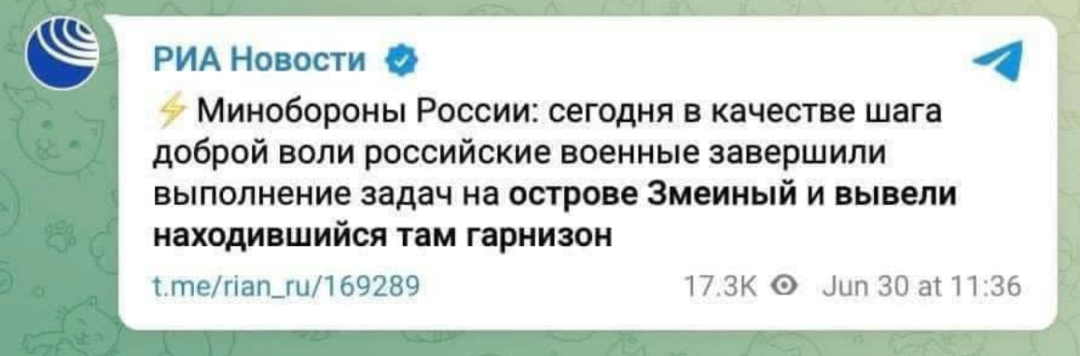 РИА Новости
⚡ Минобороны России: сегодня в качестве шага
доброй воли российские военные завершили
выполнение задач на острове Змеиный и вывели
находившийся там гарнизон
t.me/rian_ru/169289 17.3K Jun 30 at 11:36